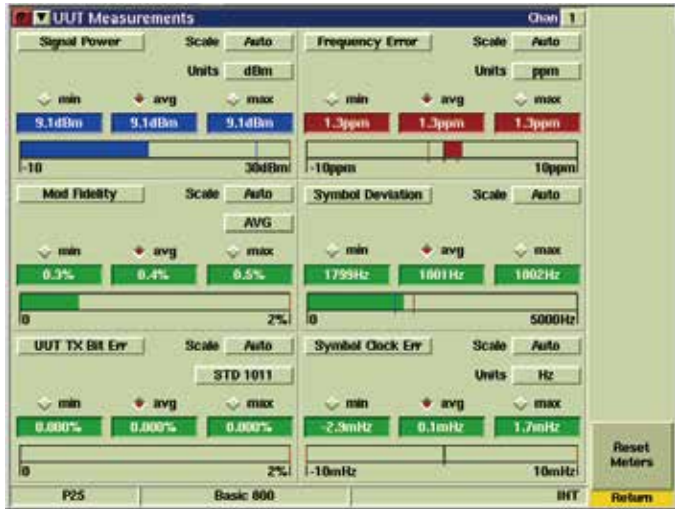 UUT Measurements Chan 1
Signal Power Scale Auto
Units dBm
min avg max
9.1dBm 9.1dBm 9.1dBm
-10 30dBm
Frequency Error Scale Auto
Units ppm
min avg max
1.3ppm 1.3ppm 1.3ppm
-10ppm 10ppm
Mod Fidelity Scale Auto
AVG
min avg max
0.3% 0.4% 0.5%
0 2%
Symbol Deviation Scale Auto
min avg max
1799Hz 1801Hz 1802Hz
0 5000Hz
UUT TX Bit Err Scale Auto
STD 1011
min avg max
0.000% 0.000% 0.000%
0 2%
Symbol Clock Err Scale Auto
Units Hz
min avg max
-2.9mHz 0.1mHz 1.7mHz
-10mHz 10mHz
Reset
Meters
P25 Basic 800 INT Return